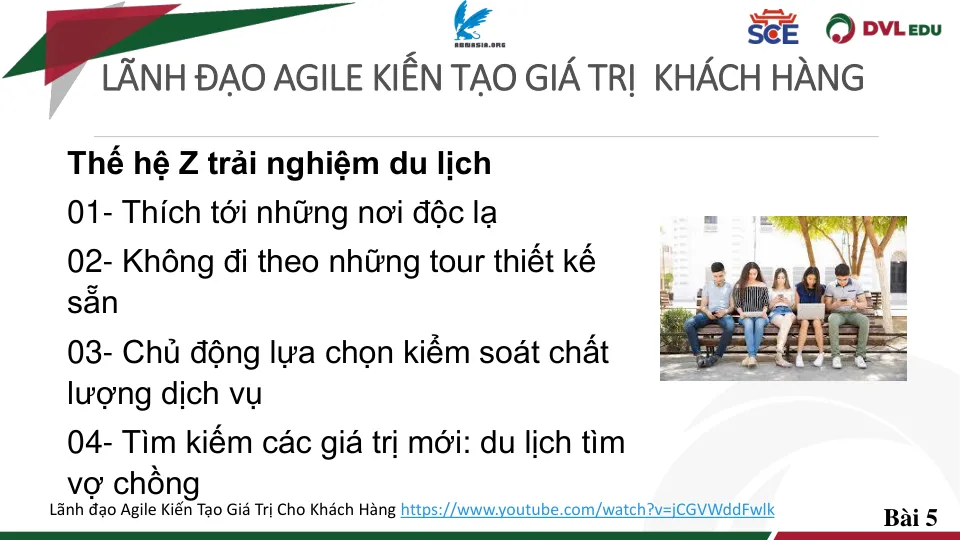 ABMASIA.ORG
SCE
DVL EDU
LÃNH ĐẠO AGILE KIẾN TẠO GIÁ TRỊ KHÁCH HÀNG
Thế hệ Z trải nghiệm du lịch
01- Thích tới những nơi độc lạ
02- Không đi theo những tour thiết kế
sẵn
03- Chủ động lựa chọn kiểm soát chất
lượng dịch vụ
04- Tìm kiếm các giá trị mới: du lịch tìm
vợ chồng
Lãnh đạo Agile Kiến Tạo Giá Trị Cho Khách Hàng https://www.youtube.com/watch?v=jCGVWddFwlk
Bài 5